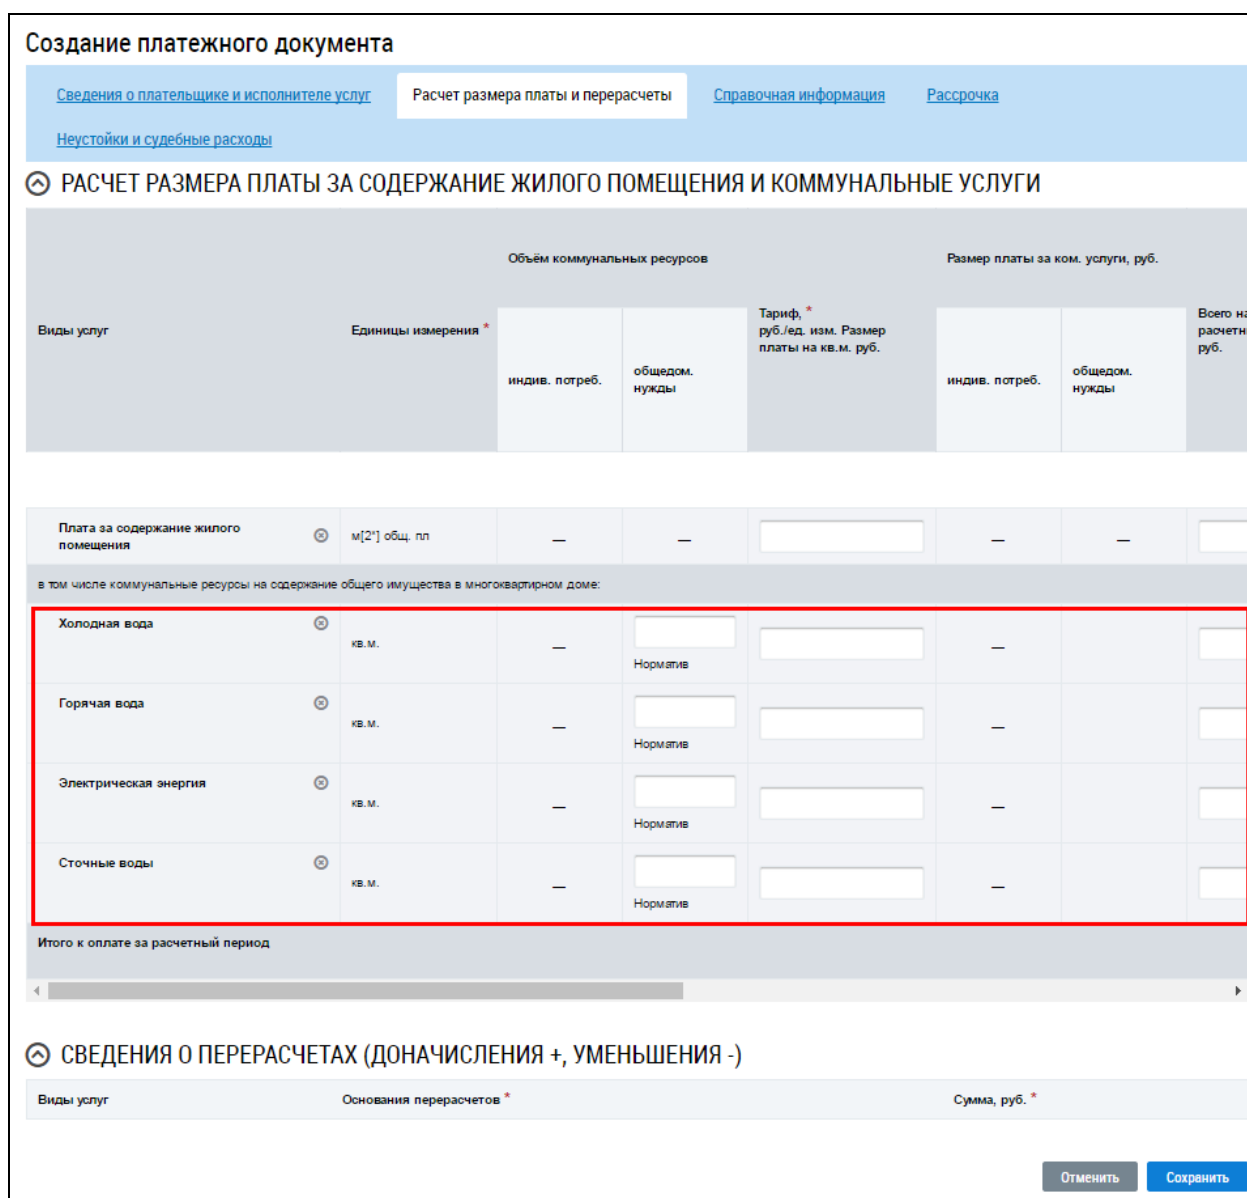 Создание платежного документа
Сведения о плательщике и исполнителе услуг
Расчет размера платы и перерасчеты
Справочная информация
Рассрочка
Неустойки и судебные расходы
РАСЧЕТ РАЗМЕРА ПЛАТЫ ЗА СОДЕРЖАНИЕ ЖИЛОГО ПОМЕЩЕНИЯ И КОММУНАЛЬНЫЕ УСЛУГИ
Виды услуг
Единицы измерения *
Объём коммунальных ресурсов
индив. потреб.
общедом.
нужды
Тариф, *
руб./ед. изм. Размер
платы на кв.м. руб.
Размер платы за ком. услуги, руб.
индив. потреб.
общедом.
нужды
Всего на
расчетн
руб.
Плата за содержание жилого
помещения
м[2*] общ. пл
— — — —
в том числе коммунальные ресурсы на содержание общего имущества в многоквартирном доме:
Холодная вода
кв.м. — —
Норматив
Горячая вода
кв.м. — —
Норматив
Электрическая энергия
кв.м. — —
Норматив
Сточные воды
кв.м. — —
Норматив
Итого к оплате за расчетный период
СВЕДЕНИЯ О ПЕРЕРАСЧЕТАХ (ДОНАЧИСЛЕНИЯ +, УМЕНЬШЕНИЯ -)
Виды услуг
Основания перерасчетов *
Сумма, руб. *
Отменить
Сохранить